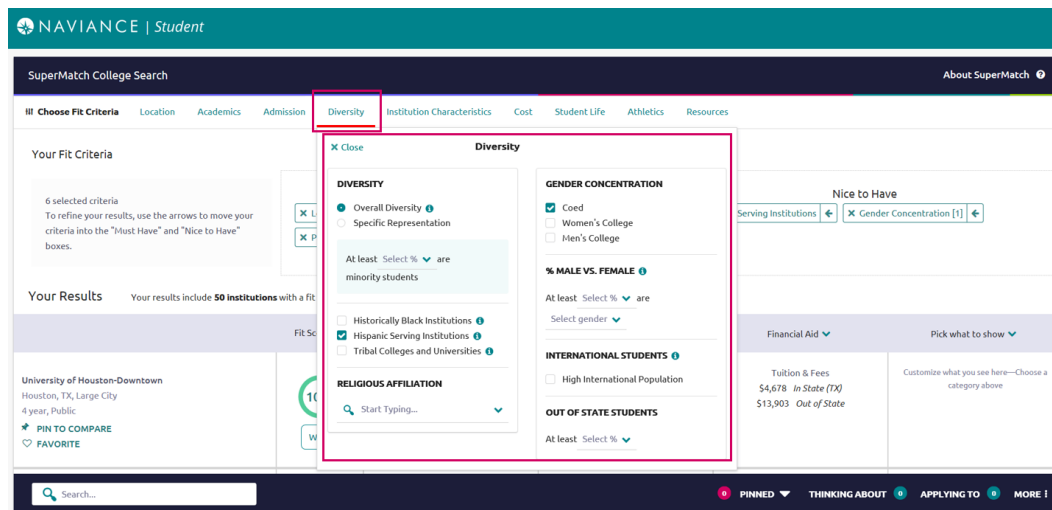 NAVIANCE | Student
SuperMatch College Search
About SuperMatch
Choose Fit Criteria
Location
Academics
Admission
Diversity
Institution Characteristics
Cost
Student Life
Athletics
Resources
Your Fit Criteria
6 selected criteria
To refine your results, use the arrows to move your
criteria into the "Must Have" and "Nice to Have"
boxes.
Nice to Have
Serving Institutions
Gender Concentration [1]
Close
Diversity
DIVERSITY
Overall Diversity
Specific Representation
At least Select % are
minority students
Historically Black Institutions
Hispanic Serving Institutions
Tribal Colleges and Universities
RELIGIOUS AFFILIATION
Start Typing...
GENDER CONCENTRATION
Coed
Women's College
Men's College
% MALE VS. FEMALE
At least Select % are
Select gender
INTERNATIONAL STUDENTS
High International Population
OUT OF STATE STUDENTS
At least Select %
Your Results
Your results include 50 institutions with a fit
Financial Aid
Pick what to show
University of Houston-Downtown
Houston, TX, Large City
4 year, Public
PIN TO COMPARE
FAVORITE
Tuition & Fees
$4,678 In State (TX)
$13,903 Out of State
Customize what you see here—Choose a
category above
Search...
0 PINNED
THINKING ABOUT 0
APPLYING TO 0
MORE